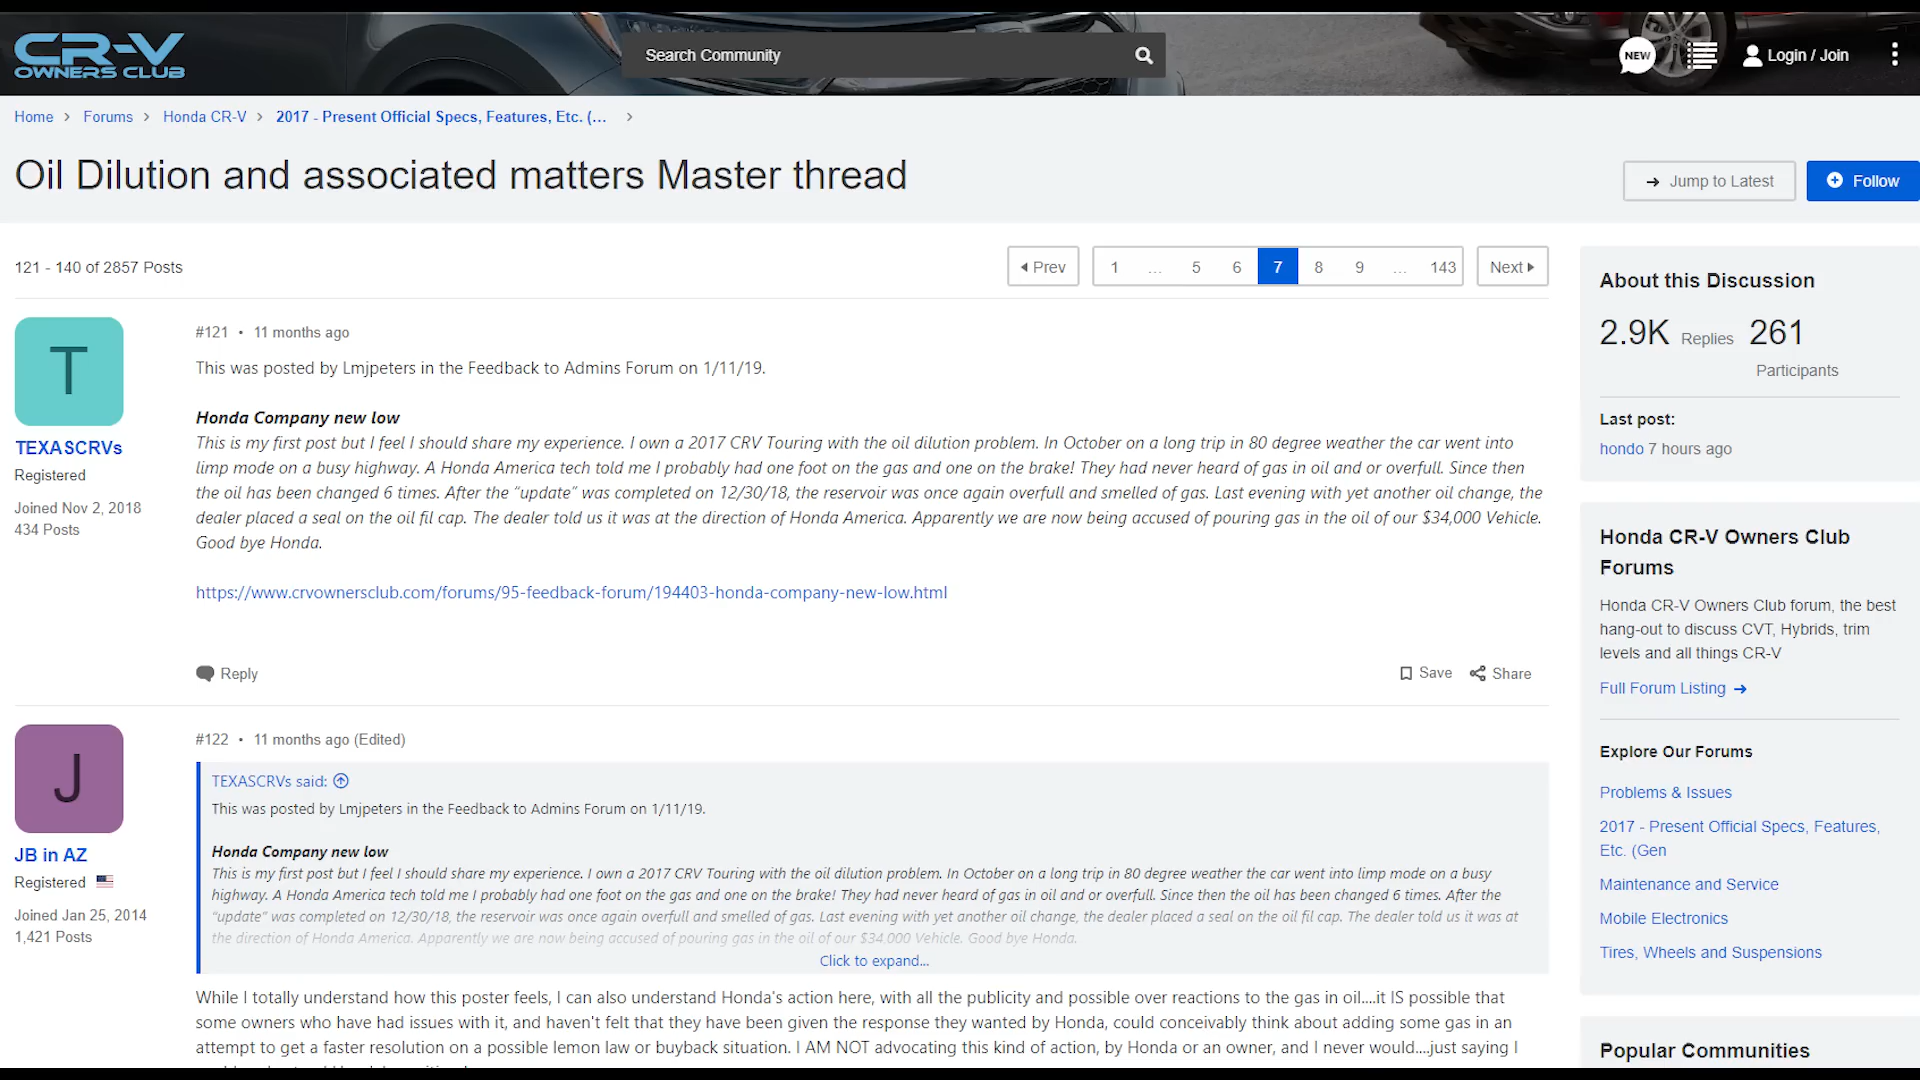 CR-V
OWNERS CLUB
Search Community
NEW
Login / Join
Home > Forums > Honda CR-V > 2017 - Present Official Specs, Features, Etc. (... >
Oil Dilution and associated matters Master thread
Jump to Latest
Follow
121 - 140 of 2857 Posts
Prev
1 ... 5 6 7 8 9 ... 143
Next
T
TEXASCRVs
Registered
Joined Nov 2, 2018
434 Posts
#121 • 11 months ago
This was posted by Lmjpeters in the Feedback to Admins Forum on 1/11/19.
Honda Company new low
This is my first post but I feel I should share my experience. I own a 2017 CRV Touring with the oil dilution problem. In October on a long trip in 80 degree weather the car went into
limp mode on a busy highway. A Honda America tech told me I probably had one foot on the gas and one on the brake! They had never heard of gas in oil and or overfull. Since then
the oil has been changed 6 times. After the “update” was completed on 12/30/18, the reservoir was once again overfull and smelled of gas. Last evening with yet another oil change, the
dealer placed a seal on the oil fil cap. The dealer told us it was at the direction of Honda America. Apparently we are now being accused of pouring gas in the oil of our $34,000 Vehicle.
Good bye Honda.
https://www.crvownersclub.com/forums/95-feedback-forum/194403-honda-company-new-low.html
Reply
Save
Share
J
JB in AZ
Registered
Joined Jan 25, 2014
1,421 Posts
#122 • 11 months ago (Edited)
TEXASCRVs said:
This was posted by Lmjpeters in the Feedback to Admins Forum on 1/11/19.
Honda Company new low
This is my first post but I feel I should share my experience. I own a 2017 CRV Touring with the oil dilution problem. In October on a long trip in 80 degree weather the car went into limp mode on a busy
highway. A Honda America tech told me I probably had one foot on the gas and one on the brake! They had never heard of gas in oil and or overfull. Since then the oil has been changed 6 times. After the
“update” was completed on 12/30/18, the reservoir was once again overfull and smelled of gas. Last evening with yet another oil change, the dealer placed a seal on the oil fil cap. The dealer told us it was at
the direction of Honda America. Apparently we are now being accused of pouring gas in the oil of our $34,000 Vehicle. Good bye Honda.
Click to expand...
While I totally understand how this poster feels, I can also understand Honda's action here, with all the publicity and possible over reactions to the gas in oil....it IS possible that
some owners who have had issues with it, and haven't felt that they have been given the response they wanted by Honda, could conceivably think about adding some gas in an
attempt to get a faster resolution on a possible lemon law or buyback situation. I AM NOT advocating this kind of action, by Honda or an owner, and I never would....just saying I
About this Discussion
2.9K Replies 261
Participants
Last post:
hondo 7 hours ago
Honda CR-V Owners Club
Forums
Honda CR-V Owners Club forum, the best
hang-out to discuss CVT, Hybrids, trim
levels and all things CR-V
Full Forum Listing
Explore Our Forums
Problems & Issues
2017 - Present Official Specs, Features,
Etc. (Gen
Maintenance and Service
Mobile Electronics
Tires, Wheels and Suspensions
Popular Communities